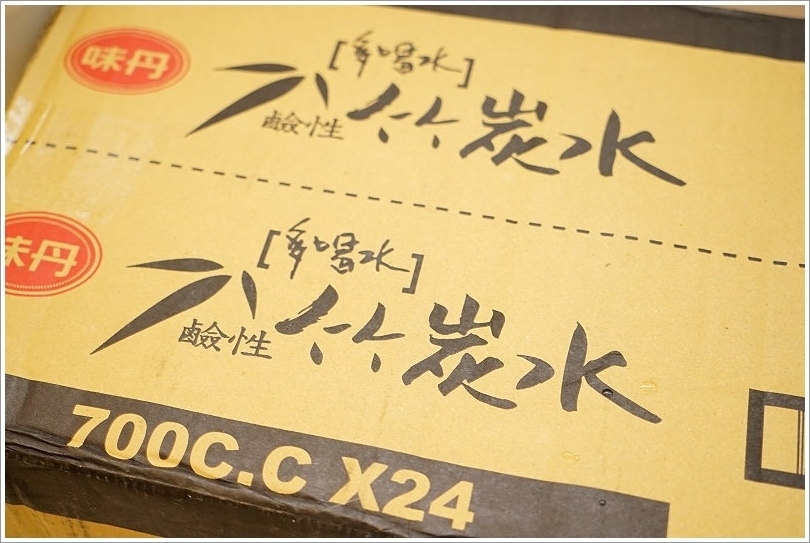 味丹
[多喝水]
鹼性竹炭水
味丹
[多喝水]
鹼性竹炭水
700C.C X24